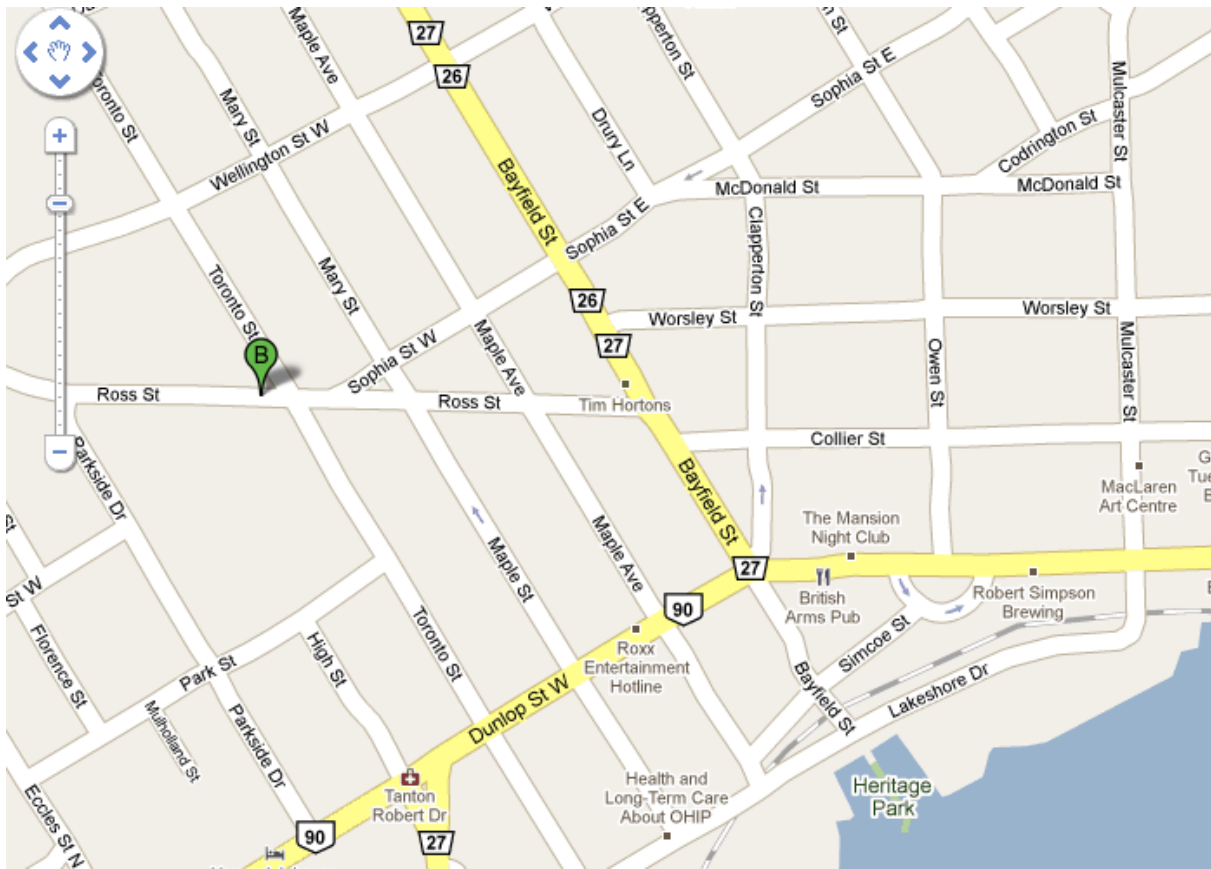 27
26
Toronto St
Mary St
Maple Ave
Wellington St W
Bayfield St
Drury Ln
Clapperton St
Sophia St E
Mulcaster St
Codrington St
McDonald St
McDonald St
Sophia St E
Clapperton St
Toronto St
Mary St
26
27
Worsley St
Worsley St
Maple Ave
Sophia St W
Owen St
Mulcaster St
B
Ross St
Ross St
Tim Hortons
Collier St
Parkside Dr
Bayfield St
MacLaren
Art Centre
The Mansion
Night Club
Maple St
Maple Ave
27
90
British
Arms Pub
Robert Simpson
Brewing
St W
Florence St
Park St
High St
Toronto St
Roxx
Entertainment
Hotline
Simcoe St
Bayfield St
Lakeshore Dr
Mulholland St
Parkside Dr
Dunlop St W
Eccles St N
Tanton
Robert Dr
Health and
Long-Term Care
About OHIP
Heritage
Park
90
27